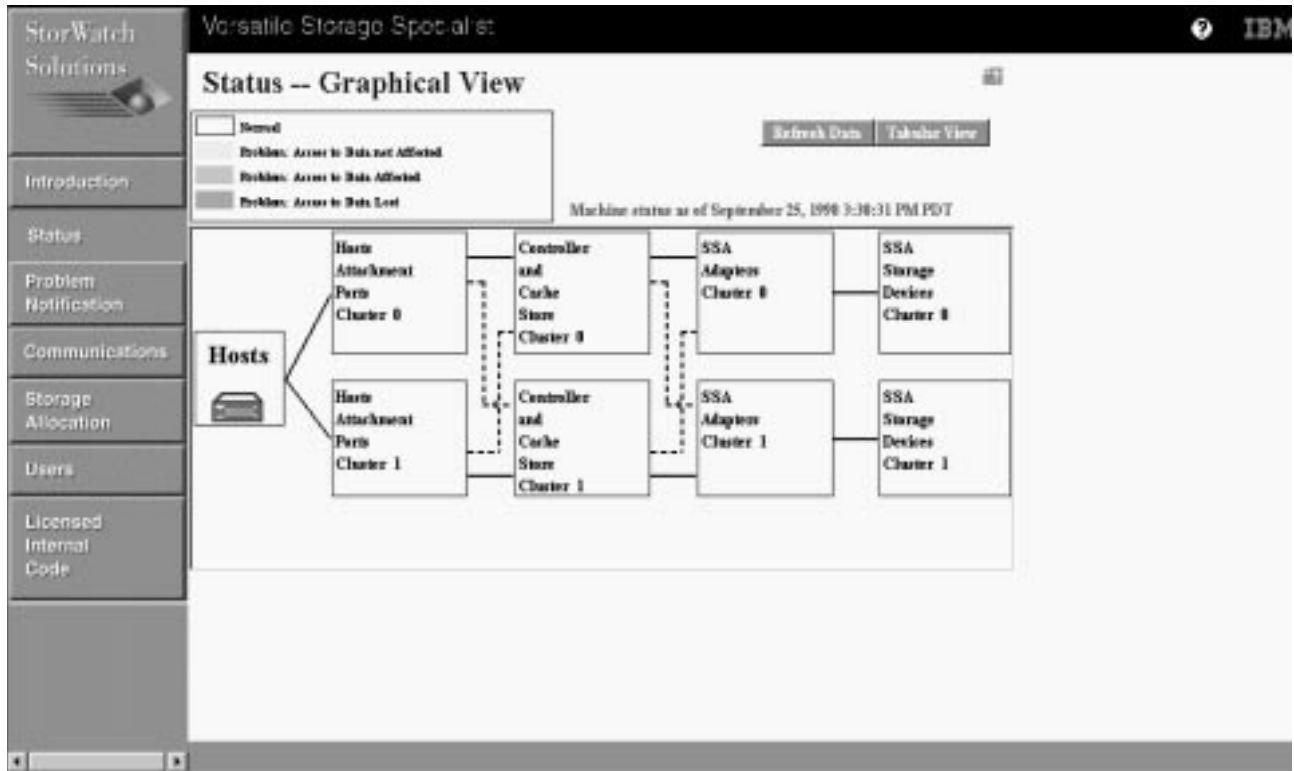 StorWatch
Solutions
Versatile Storage Specialist
?
IBM
Status -- Graphical View
Normal
Problem: Access to Data not Affected
Problem: Access to Data Affected
Problem: Access to Data Lost
Refresh Data
Tabular View
Machine status as of September 25, 1998 3:30:31 PM PDT
Introduction
Status
Problem
Notification
Communications
Storage
Allocation
Users
Licensed
Internal
Code
Hosts
Hosts
Attachment
Ports
Cluster 0
Controller
and
Cache
Store
Cluster 0
SSA
Adapters
Cluster 0
SSA
Storage
Devices
Cluster 0
Hosts
Attachment
Ports
Cluster 1
Controller
and
Cache
Store
Cluster 1
SSA
Adapters
Cluster 1
SSA
Storage
Devices
Cluster 1